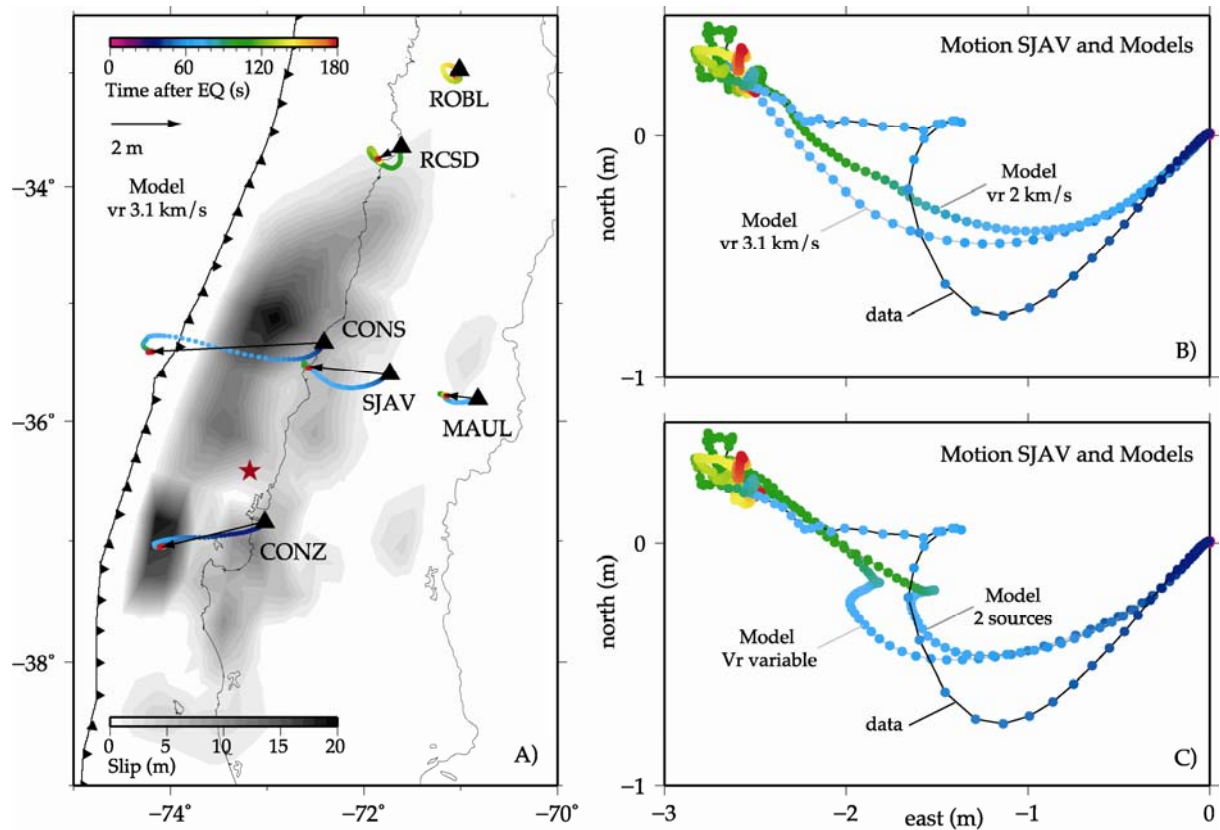 0 60 120 180
Time after EQ (s)
2 m
Model
vr 3.1 km/s
ROBL
RCSD
CONS
SJAV
MAUL
CONZ
−34°
−36°
−38°
0 5 10 15 20
Slip (m)
A)
−74° −72° −70°
Motion SJAV and Models
0
north (m)
−1
Model
vr 2 km/s
Model
vr 3.1 km/s
data
B)
Motion SJAV and Models
0
north (m)
−1
Model
2 sources
Model
Vr variable
data
C)
−3 −2 −1 0
east (m)